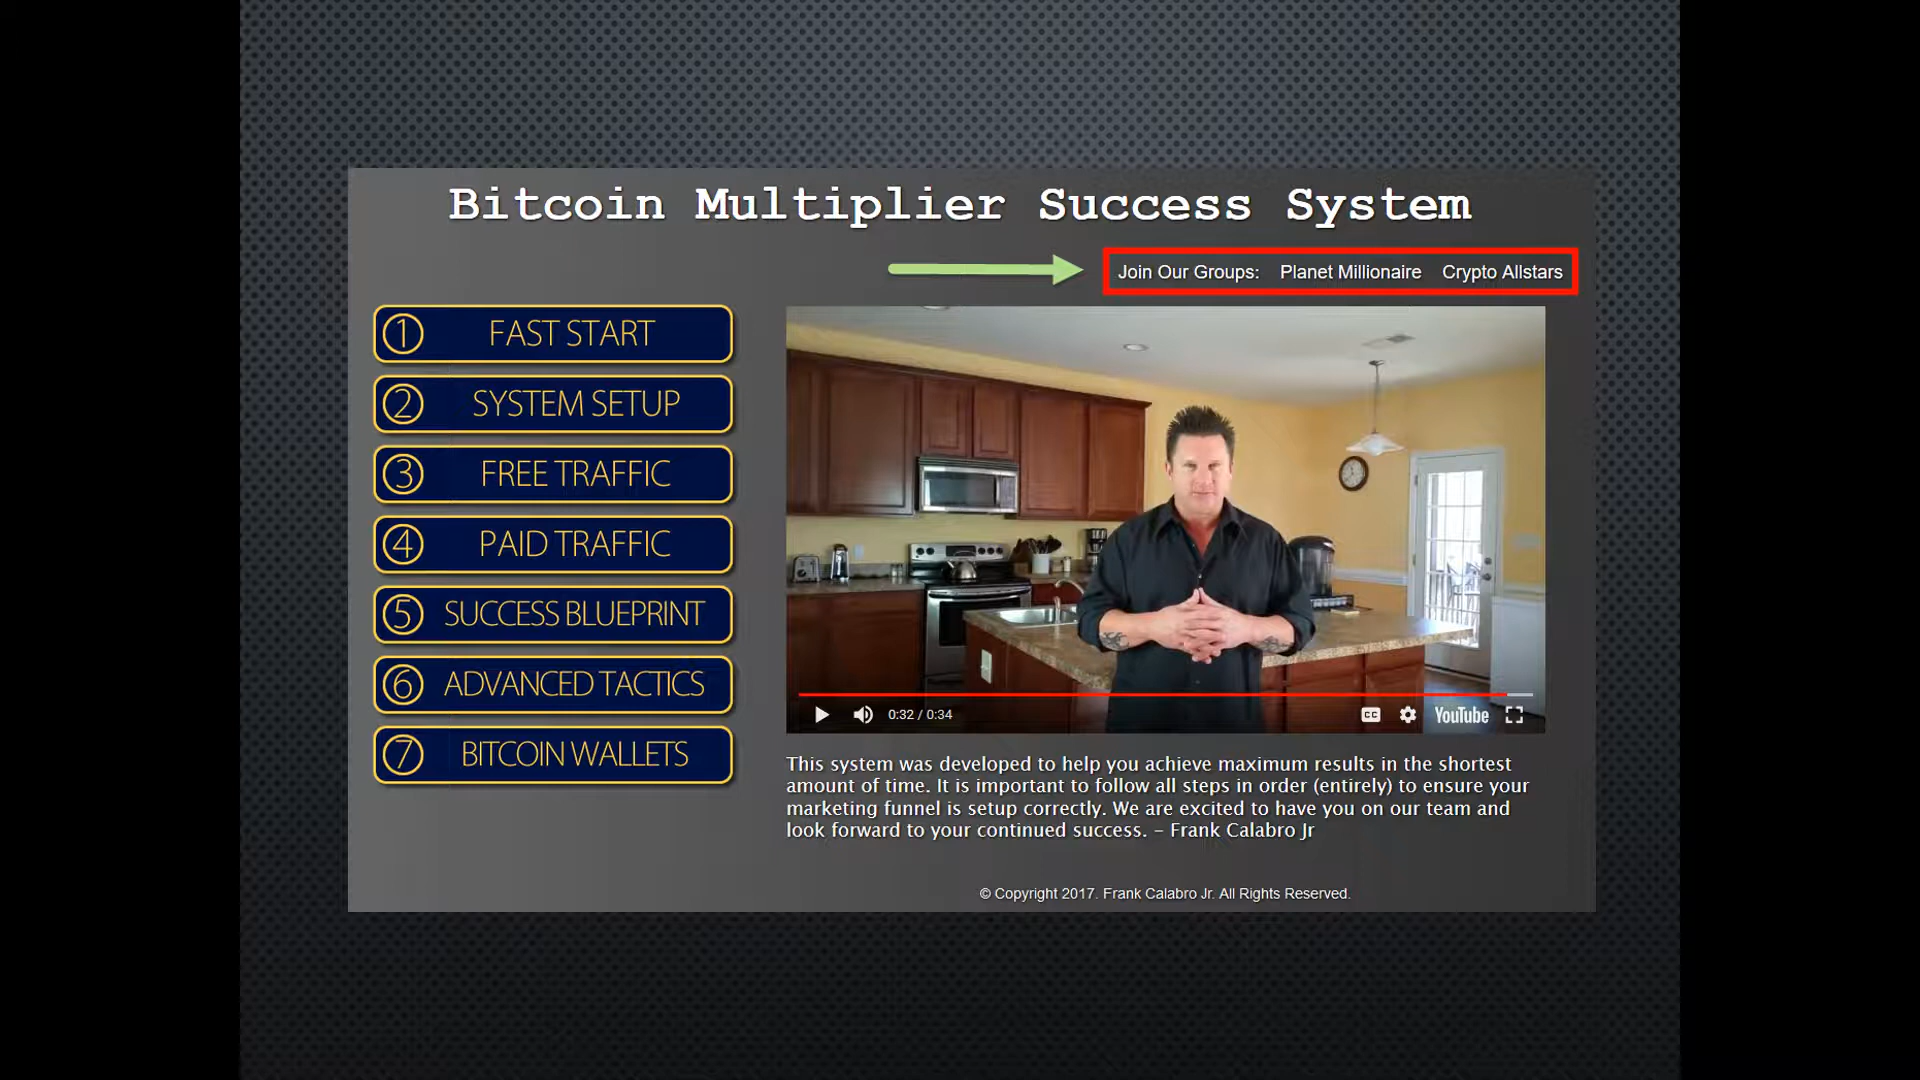 Bitcoin Multiplier Success System
Join Our Groups: Planet Millionaire Crypto Allstars
1 FAST START
2 SYSTEM SETUP
3 FREE TRAFFIC
4 PAID TRAFFIC
5 SUCCESS BLUEPRINT
6 ADVANCED TACTICS
7 BITCOIN WALLETS
0:32 / 0:34
CC
YouTube
This system was developed to help you achieve maximum results in the shortest
amount of time. It is important to follow all steps in order (entirely) to ensure your
marketing funnel is setup correctly. We are excited to have you on our team and
look forward to your continued success. – Frank Calabro Jr
© Copyright 2017. Frank Calabro Jr. All Rights Reserved.